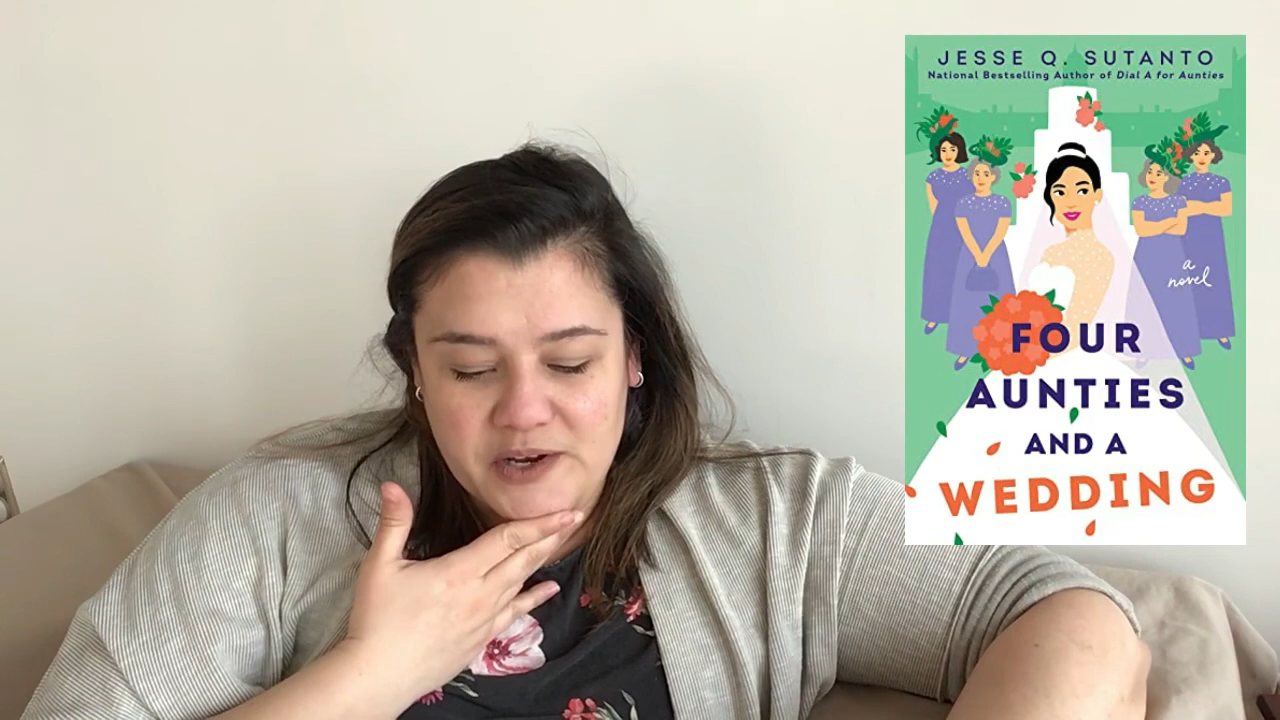 JESSE Q. SUTANTO
National Bestselling Author of Dial A for Aunties
a
novel
FOUR
AUNTIES
AND A
WEDDING